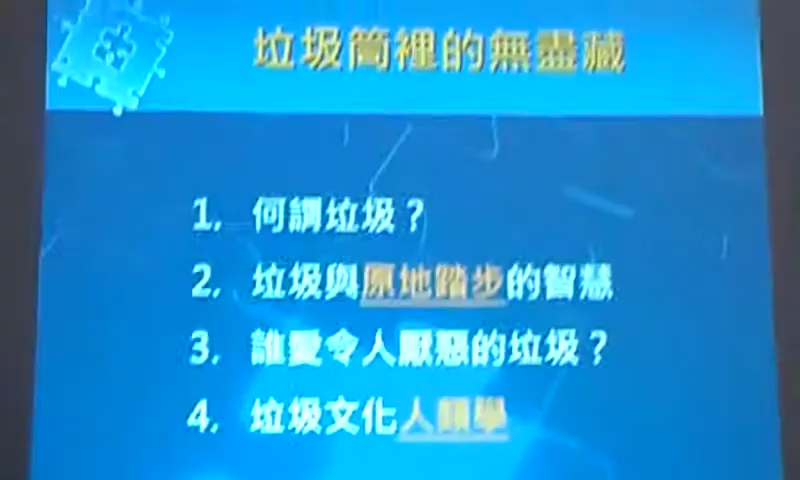 垃圾筒裡的無盡藏
1. 何謂垃圾？
2. 垃圾與原地踏步的智慧
3. 誰愛令人厭惡的垃圾？
4. 垃圾文化人類學